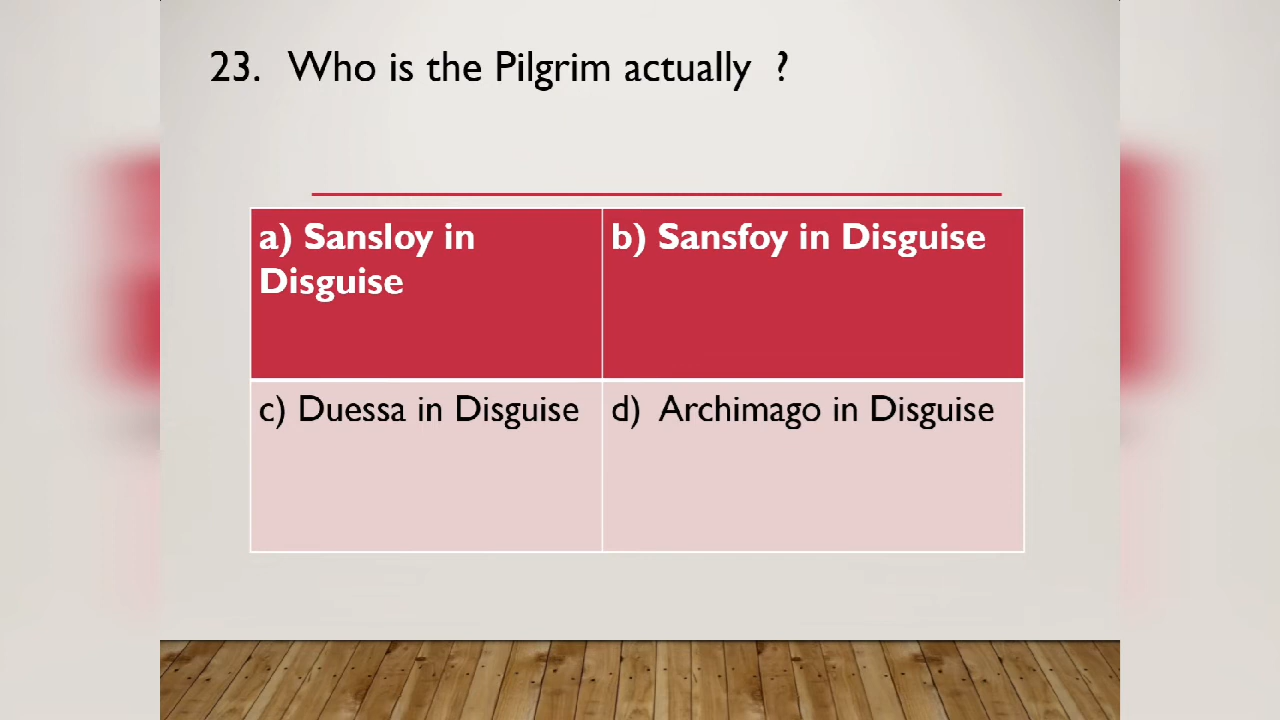 23. Who is the Pilgrim actually ?
a) Sansloy in
Disguise
b) Sansfoy in Disguise
c) Duessa in Disguise
d) Archimago in Disguise